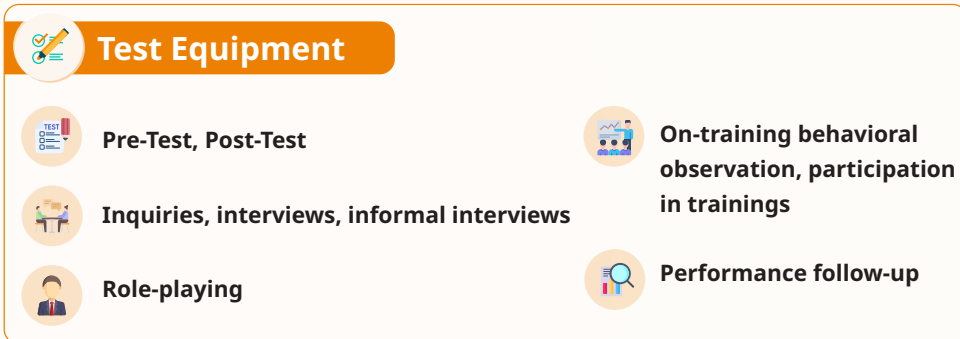 Test Equipment
TEST
Pre-Test, Post-Test
Inquiries, interviews, informal interviews
Role-playing
On-training behavioral
observation, participation
in trainings
Performance follow-up